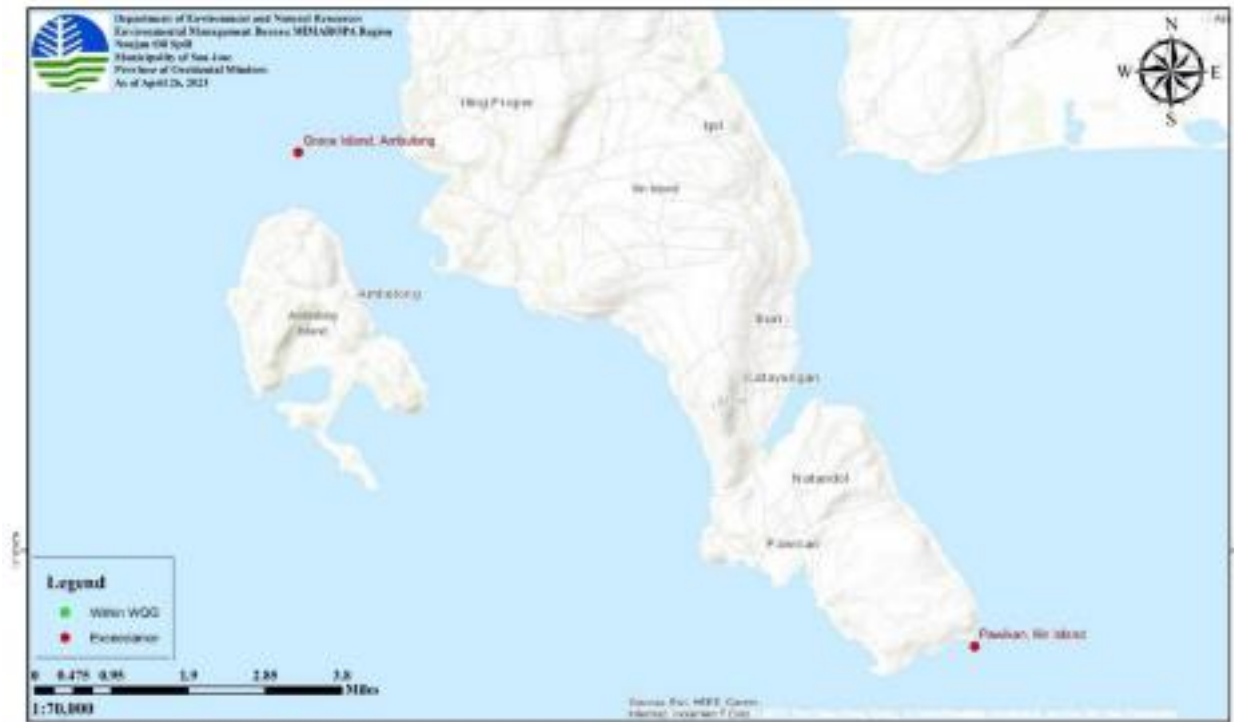 Department of Environment and Natural Resources
Environmental Management Bureau MIMAROPA Region
Naujan Oil Spill
Municipality of San Jose
Province of Occidental Mindoro
As of April 26, 2023
N
W E
S
Iling Proper
Ipil
Grace Island, Ambulong
Ilin Island
Ambulong
Ambulong
Island
Buri
Catayungan
Natandol
Pawican
Pawikan, Ilin Island
Legend
Within WQG
Exceedance
0 0.475 0.95 1.9 2.85 3.8
Miles
1:70,000